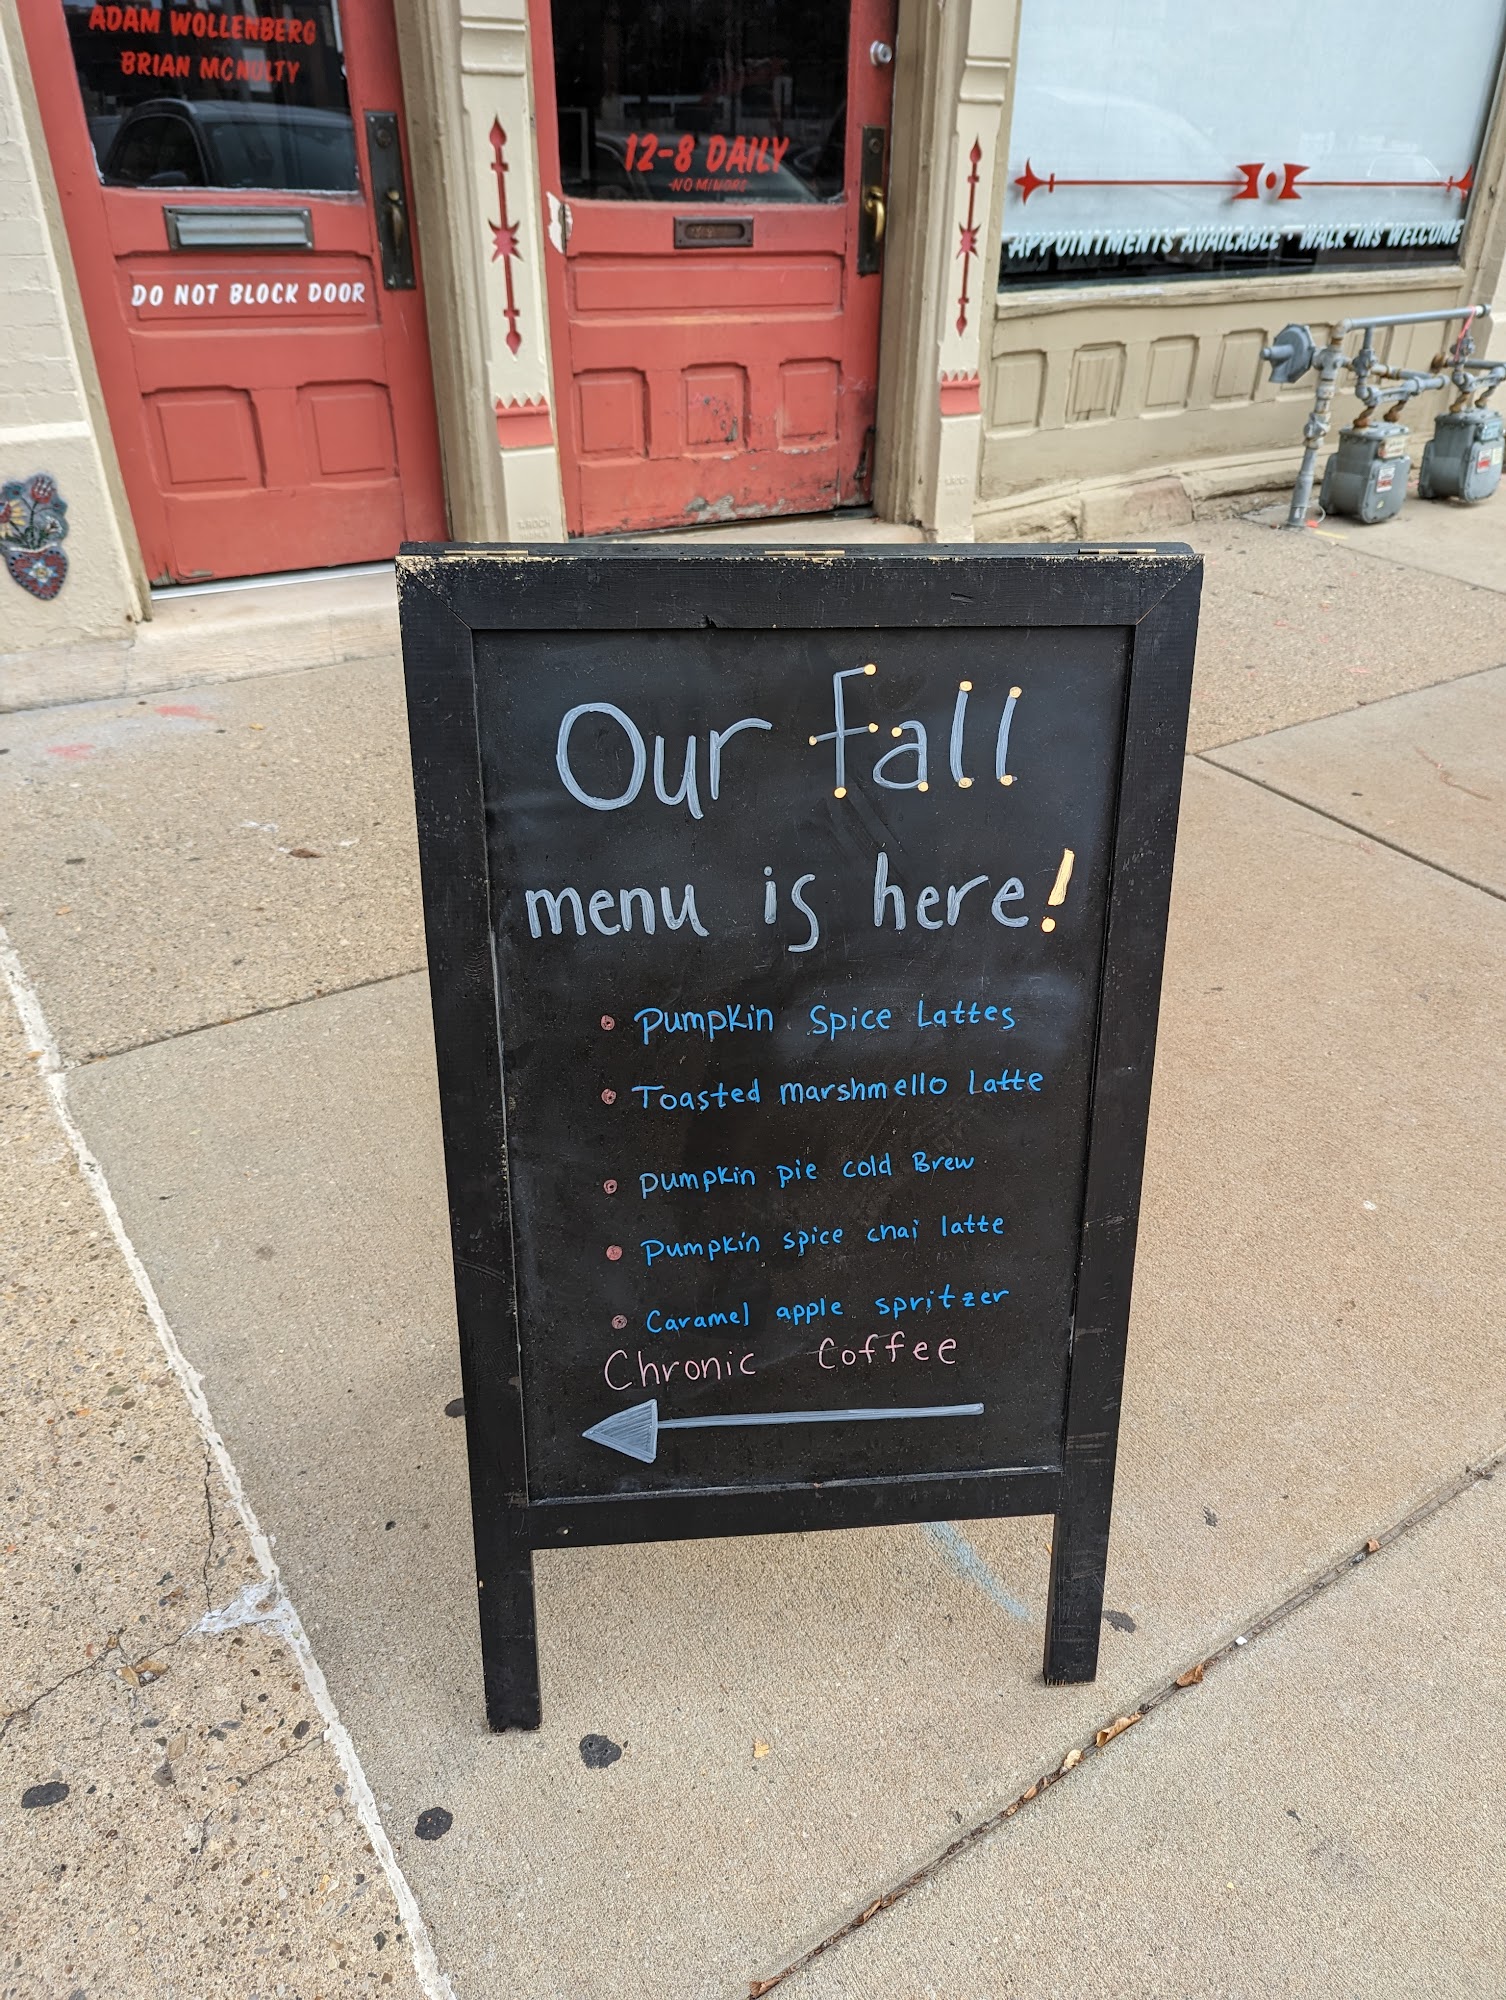 ADAM WOLLENBERG
BRIAN MCNULTY
DO NOT BLOCK DOOR
12-8 DAILY
NO MINORS
APPOINTMENTS AVAILABLE WALK-INS WELCOME
Our fall
menu is here!
Pumpkin Spice Lattes
Toasted marshmello Latte
pumpkin pie cold Brew
Pumpkin spice chai latte
Caramel apple spritzer
Chronic Coffee